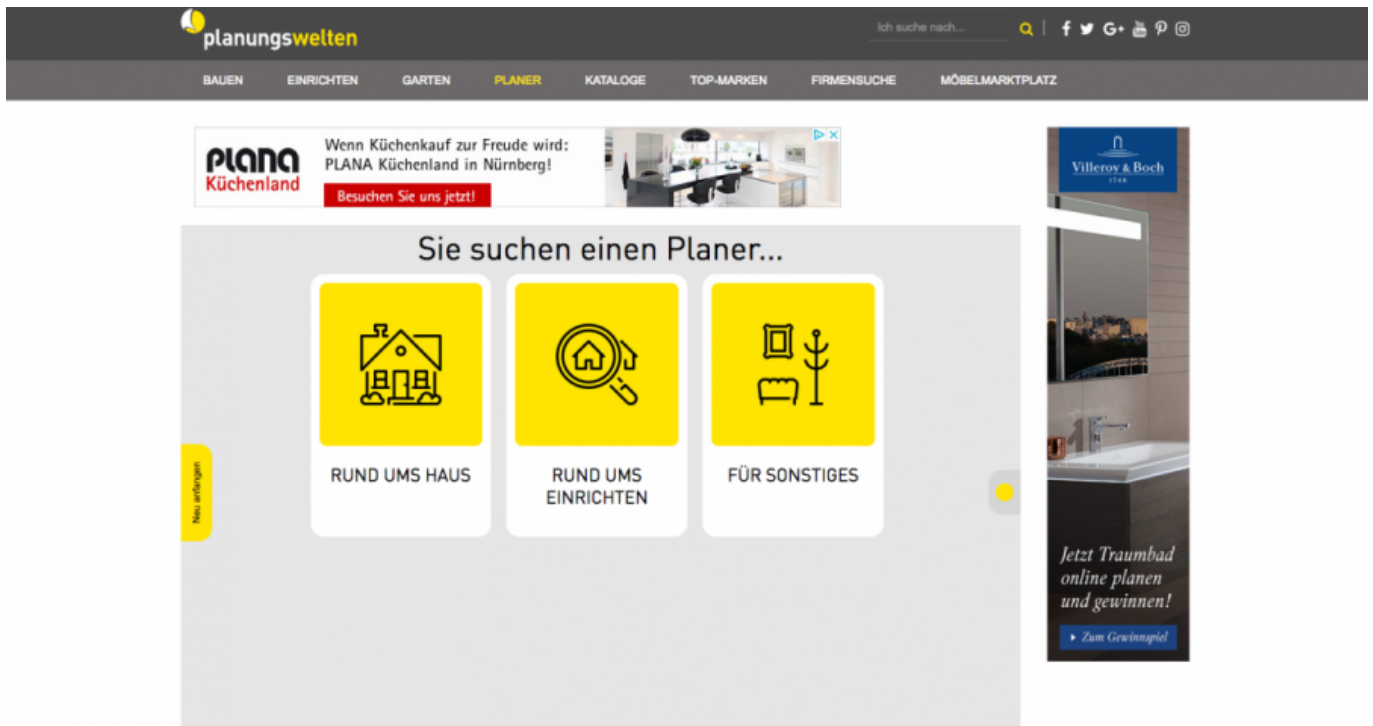 planungswelten
Ich suche nach...
BAUEN EINRICHTEN GARTEN PLANER KATALOGE TOP-MARKEN FIRMENSUCHE MÖBELMARKTPLATZ
plana
Küchenland
Wenn Küchenkauf zur Freude wird:
PLANA Küchenland in Nürnberg!
Besuchen Sie uns jetzt!
Villeroy & Boch
1748
Sie suchen einen Planer...
RUND UMS HAUS
RUND UMS
EINRICHTEN
FÜR SONSTIGES
Neu anfangen
Jetzt Traumbad
online planen
und gewinnen!
Zum Gewinnspiel